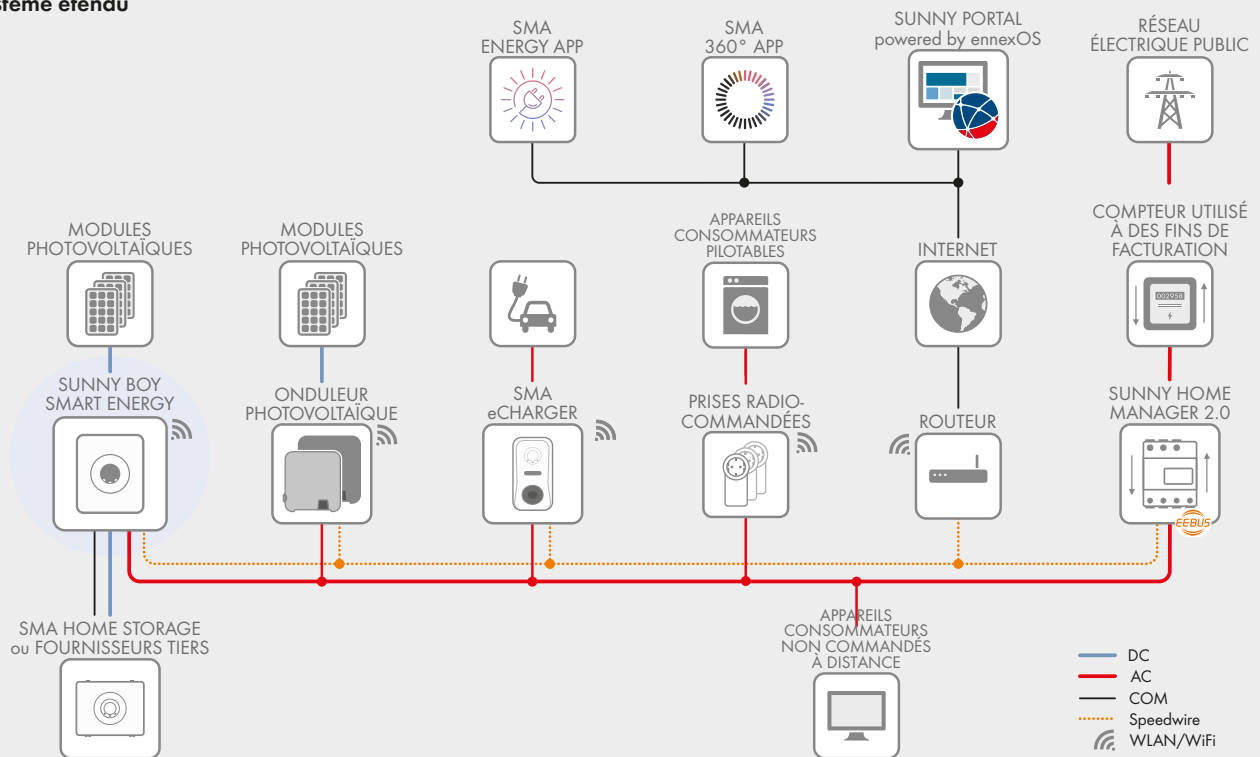 stème étendu
SMA
ENERGY APP
SMA
360° APP
SUNNY PORTAL
powered by ennexOS
RÉSEAU
ÉLECTRIQUE PUBLIC
MODULES
PHOTOVOLTAÏQUES
MODULES
PHOTOVOLTAÏQUES
APPAREILS
CONSOMMATEURS
PILOTABLES
INTERNET
COMPTEUR UTILISÉ
À DES FINS DE
FACTURATION
002958
SUNNY BOY
SMART ENERGY
ONDULEUR
PHOTOVOLTAÏQUE
SMA
eCHARGER
PRISES RADIO-
COMMANDÉES
ROUTEUR
SUNNY HOME
MANAGER 2.0
EEBUS
SMA HOME STORAGE
ou FOURNISSEURS TIERS
APPAREILS
CONSOMMATEURS
NON COMMANDÉS
À DISTANCE
DC
AC
COM
Speedwire
WLAN/WiFi